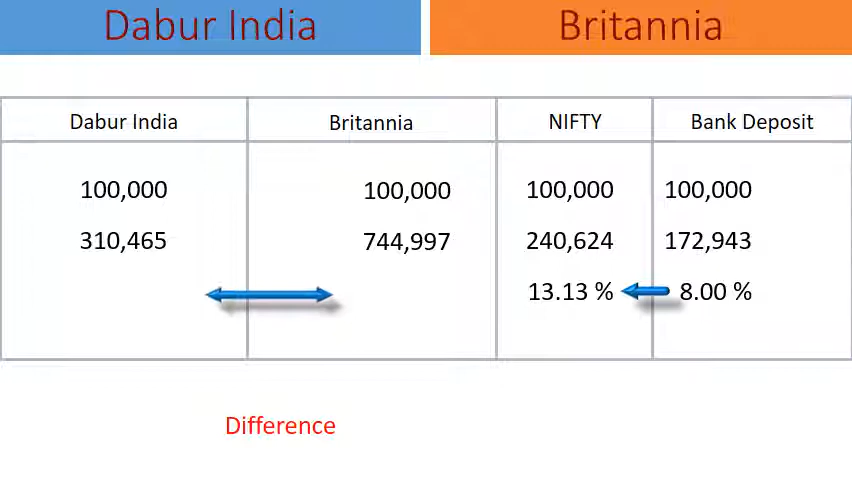 Dabur India Britannia
Dabur India Britannia NIFTY Bank Deposit
100,000 100,000 100,000 100,000
310,465 744,997 240,624 172,943
13.13 % 8.00 %
Difference